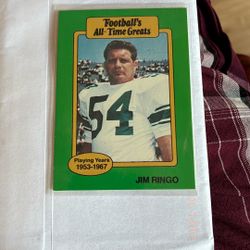 Football's
All-Time Greats
54
Playing Years
1953-1967
JIM RINGO